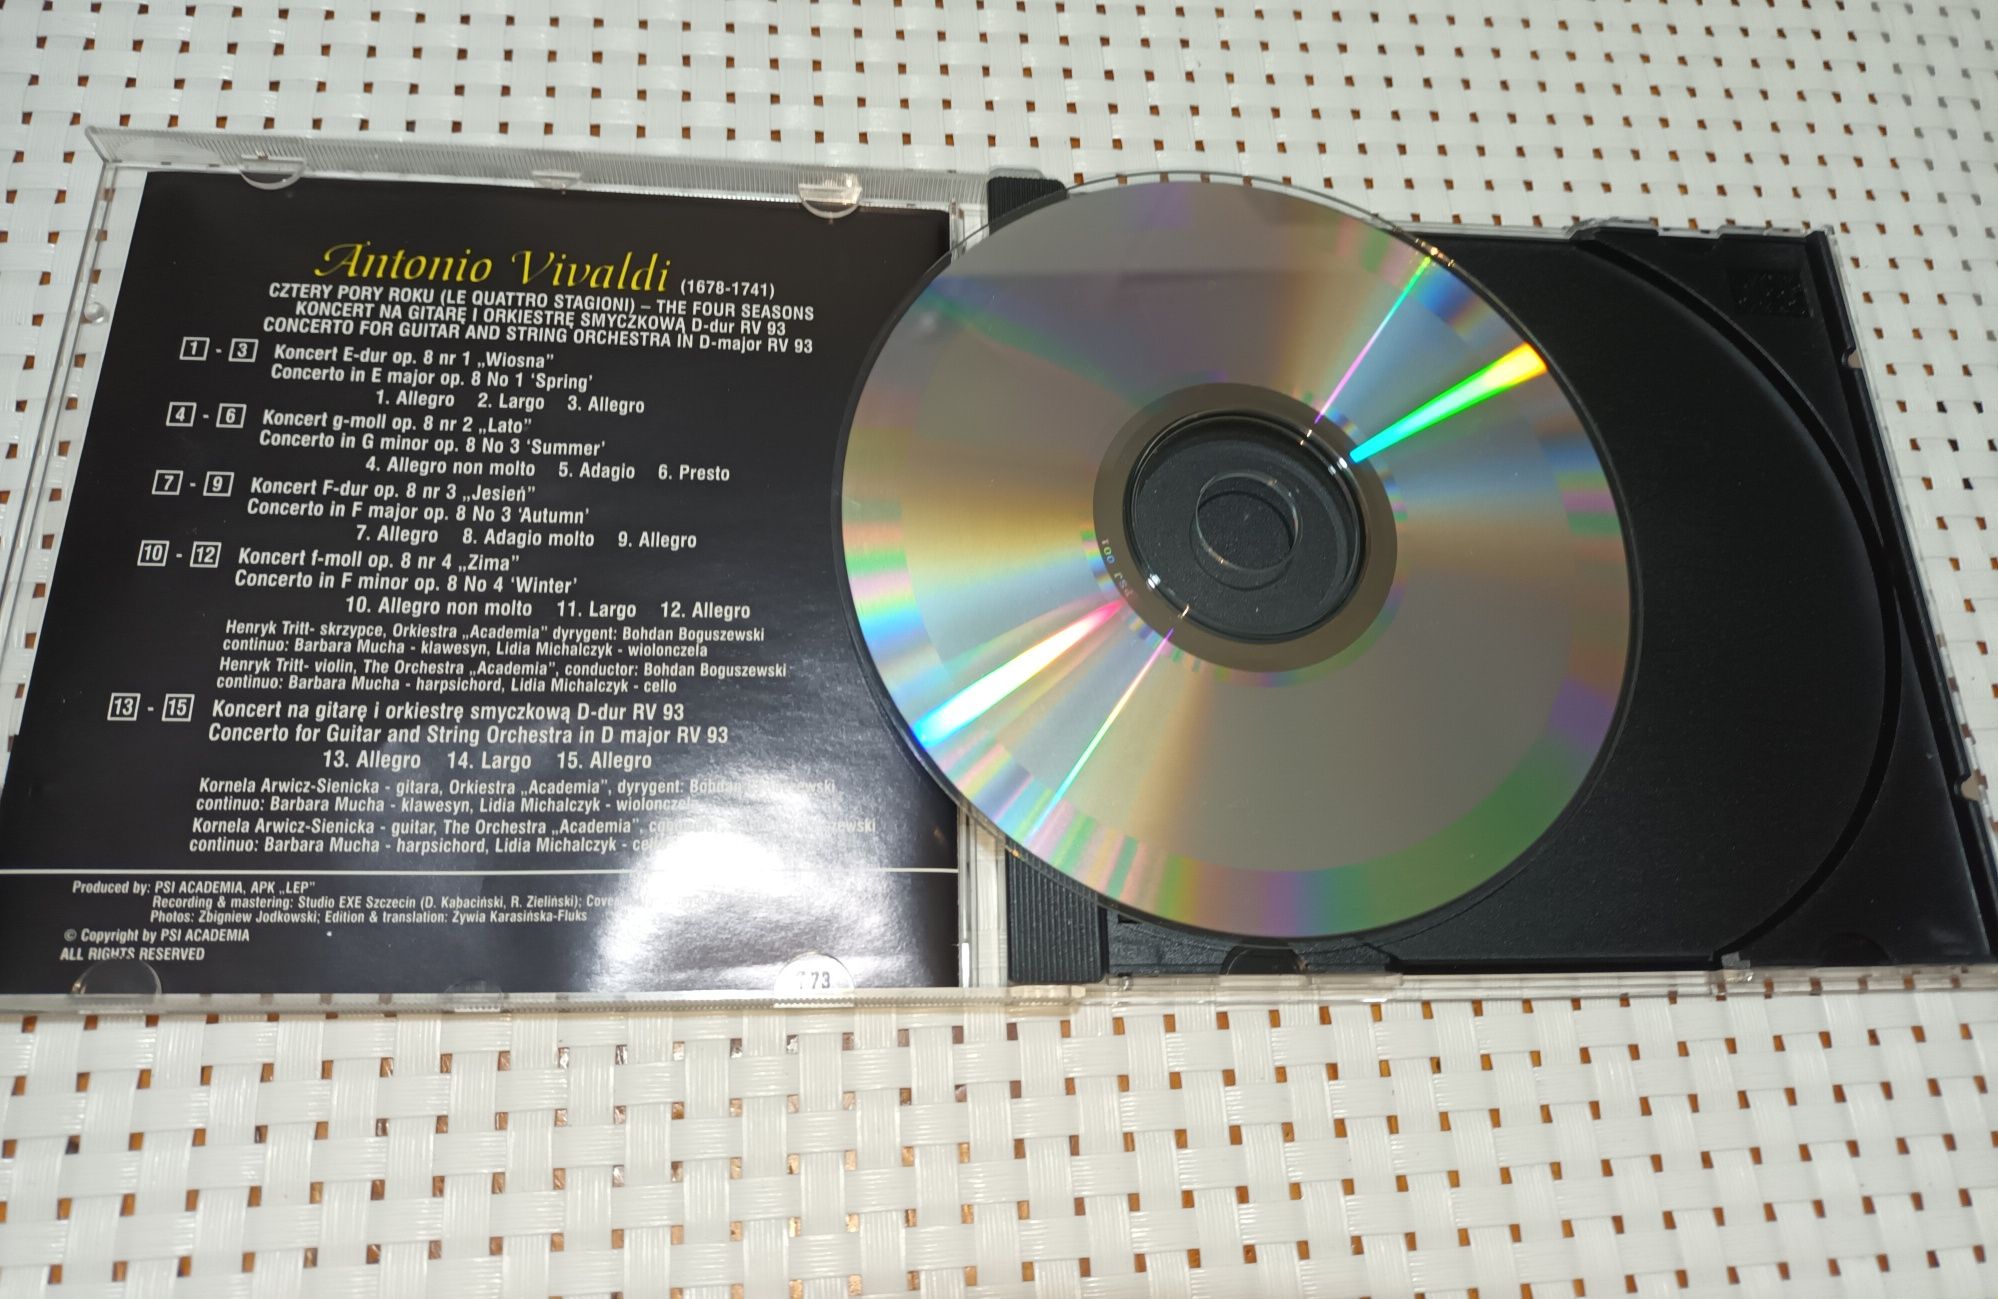 Antonio Vivaldi (1678-1741)
CZTERY PORY ROKU (LE QUATTRO STAGIONI) – THE FOUR SEASONS
KONCERT NA GITARĘ I ORKIESTRĘ SMYCZKOWĄ D-dur RV 93
CONCERTO FOR GUITAR AND STRING ORCHESTRA IN D-major RV 93
1 - 3 Koncert E-dur op. 8 nr 1 „Wiosna”
Concerto in E major op. 8 No 1 ‘Spring’
1. Allegro 2. Largo 3. Allegro
4 - 6 Koncert g-moll op. 8 nr 2 „Lato”
Concerto in G minor op. 8 No 3 ‘Summer’
4. Allegro non molto 5. Adagio 6. Presto
7 - 9 Koncert F-dur op. 8 nr 3 „Jesień”
Concerto in F major op. 8 No 3 ‘Autumn’
7. Allegro 8. Adagio molto 9. Allegro
10 - 12 Koncert f-moll op. 8 nr 4 „Zima”
Concerto in F minor op. 8 No 4 ‘Winter’
10. Allegro non molto 11. Largo 12. Allegro
Henryk Tritt- skrzypce, Orkiestra „Academia” dyrygent: Bohdan Boguszewski
continuo: Barbara Mucha - klawesyn, Lidia Michalczyk - wiolonczela
Henryk Tritt- violin, The Orchestra „Academia”, conductor: Bohdan Boguszewski
continuo: Barbara Mucha - harpsichord, Lidia Michalczyk - cello
13 - 15 Koncert na gitarę i orkiestrę smyczkową D-dur RV 93
Concerto for Guitar and String Orchestra in D major RV 93
13. Allegro 14. Largo 15. Allegro
Kornela Arwicz-Sienicka - gitara, Orkiestra „Academia”, dyrygent: Bohdan
continuo: Barbara Mucha - klawesyn, Lidia Michalczyk - wiolonczela
Kornela Arwicz-Sienicka - guitar, The Orchestra „Academia”,
continuo: Barbara Mucha - harpsichord, Lidia Michalczyk -
Produced by: PSI ACADEMIA, APK „LEP”
Recording & mastering: Studio EXE Szczecin (D. Kabaciński, R. Zieliński);
Photos: Zbigniew Jodkowski; Edition & translation: Żywia Karasińska-Fluks
© Copyright by PSI ACADEMIA
ALL RIGHTS RESERVED
73
PSJ 001